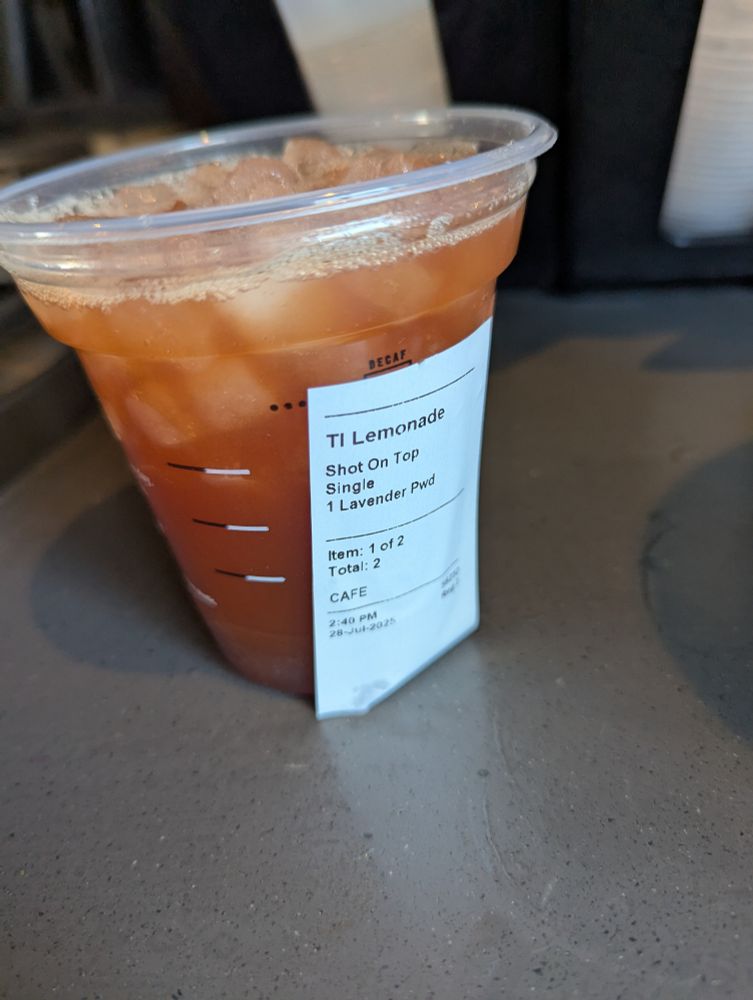 DECAF
TI Lemonade
Shot On Top
Single
1 Lavender Pwd
Item: 1 of 2
Total: 2
CAFE
2:40 PM
28-Jul-2025